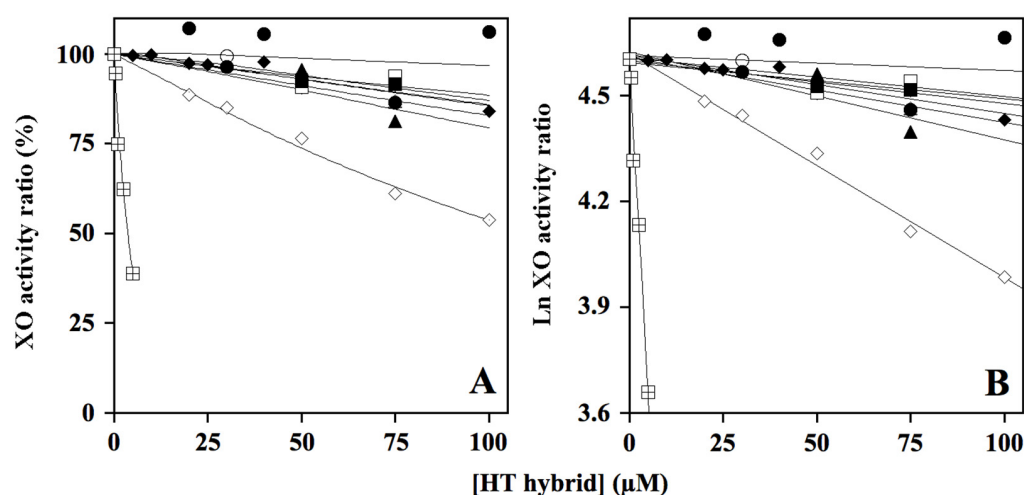 XO activity ratio (%)
100
75
50
25
0
0 25 50 75 100
A
Ln XO activity ratio
4.5
4.2
3.9
3.6
0 25 50 75 100
B
[HT hybrid] (µM)